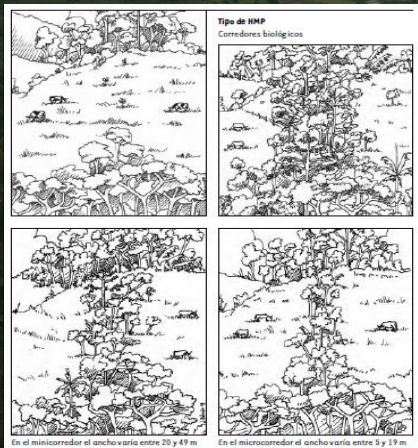 Tipo de HMP
Corredores biológicos
En el minicorredor el ancho varía entre 20 y 49 m
En el microcorredor el ancho varía entre 5 y 19 m